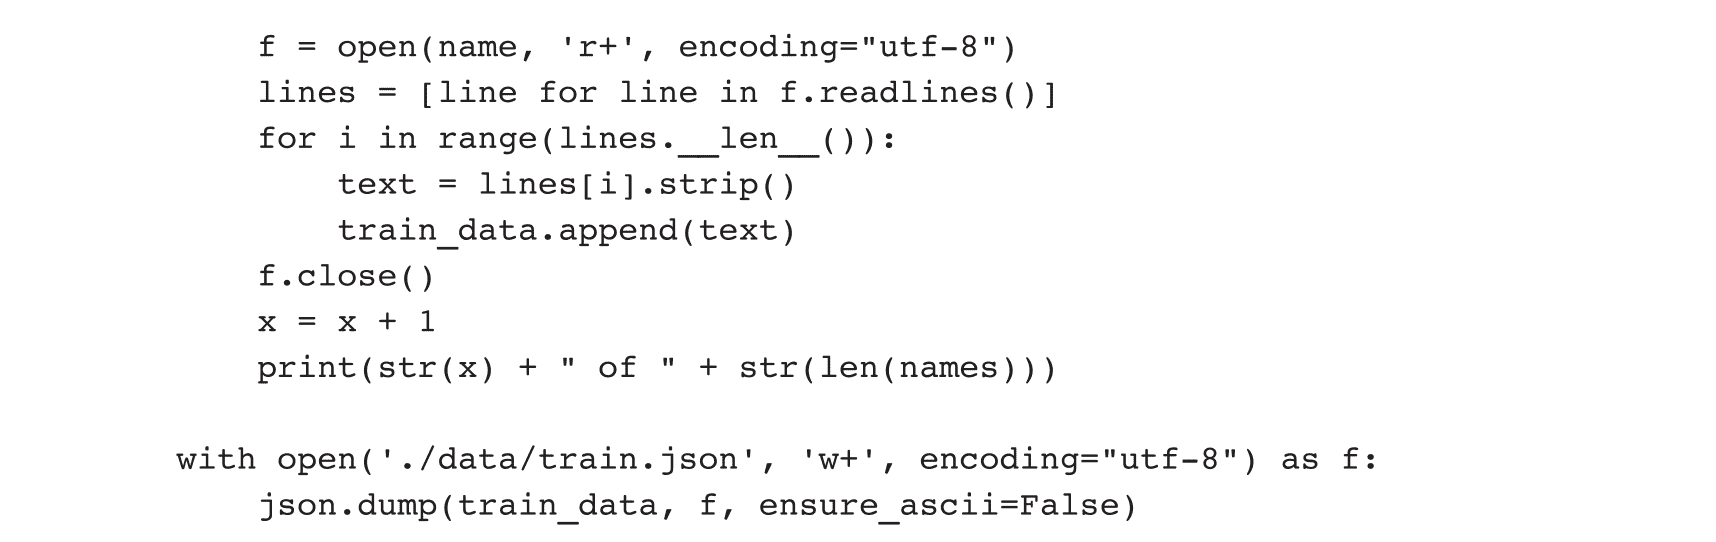 f = open(name, 'r+', encoding="utf-8")
    lines = [line for line in f.readlines()]
    for i in range(lines.__len__()):
        text = lines[i].strip()
        train_data.append(text)
    f.close()
    x = x + 1
    print(str(x) + " of " + str(len(names)))

with open('./data/train.json', 'w+', encoding="utf-8") as f:
    json.dump(train_data, f, ensure_ascii=False)